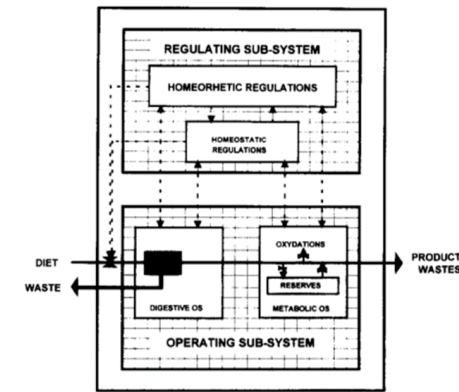 REGULATING SUB-SYSTEM
HOMEORHETIC REGULATIONS
HOMEOSTATIC
REGULATIONS
DIET
WASTE
OXYDATIONS
RESERVES
DIGESTIVE OS
METABOLIC OS
PRODUCT
WASTES
OPERATING SUB-SYSTEM